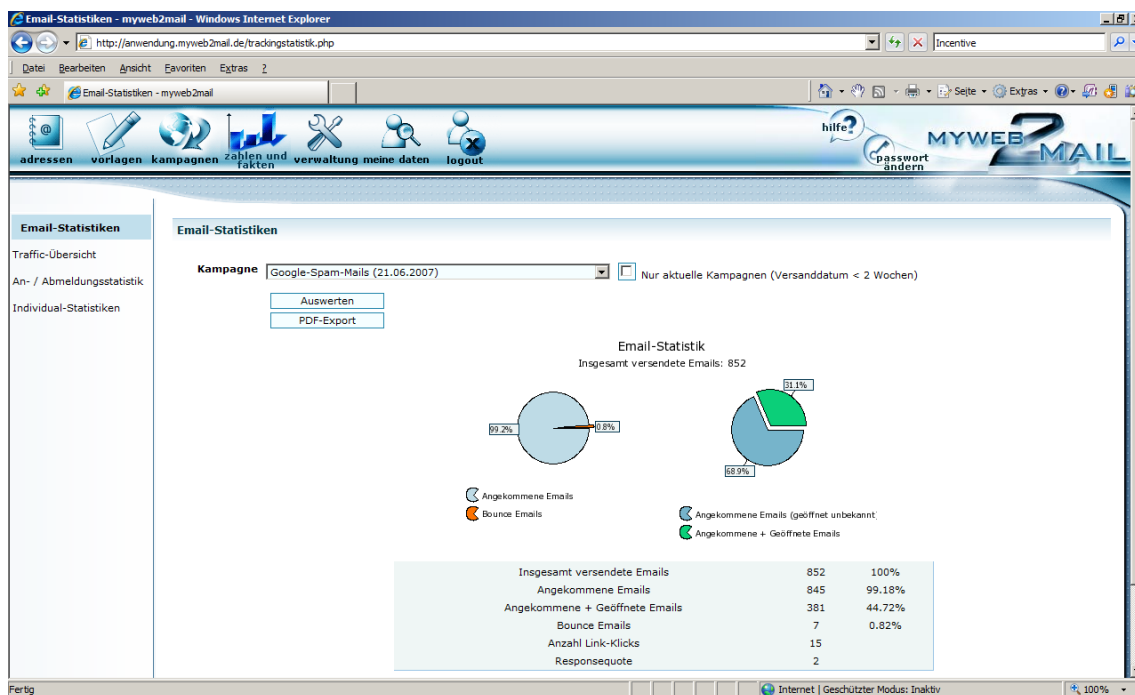 Email-Statistiken - myweb2mail - Windows Internet Explorer
http://anwendung.myweb2mail.de/trackingstatistik.php
Incentive
Datei Bearbeiten Ansicht Favoriten Extras ?
Email-Statistiken - myweb2mail
Seite Extras
adressen vorlagen kampagnen zahlen und fakten verwaltung meine daten logout
hilfe?
passwort ändern
MYWEB2MAIL
Email-Statistiken
Traffic-Übersicht
An- / Abmeldungsstatistik
Individual-Statistiken
Email-Statistiken
Kampagne Google-Spam-Mails (21.06.2007) Nur aktuelle Kampagnen (Versanddatum < 2 Wochen)
Auswerten
PDF-Export
Email-Statistik
Insgesamt versendete Emails: 852
31.1%
99.2% 0.8%
68.9%
Angekommene Emails
Bounce Emails
Angekommene Emails (geöffnet unbekannt)
Angekommene + Geöffnete Emails
Insgesamt versendete Emails 852 100%
Angekommene Emails 845 99.18%
Angekommene + Geöffnete Emails 381 44.72%
Bounce Emails 7 0.82%
Anzahl Link-Klicks 15
Responsequote 2
Fertig
Internet | Geschützter Modus: Inaktiv
100%